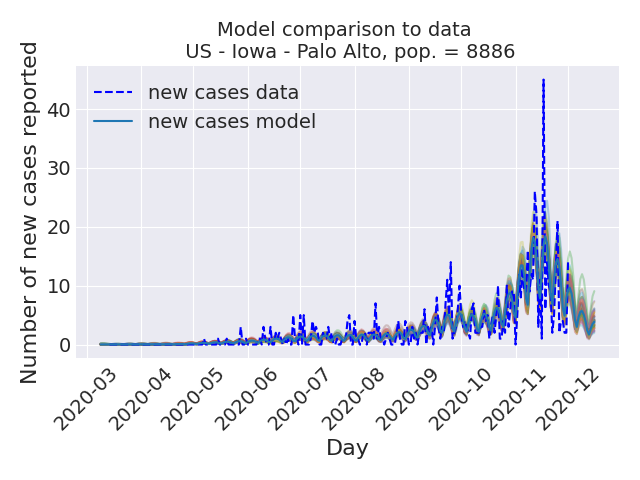 Model comparison to data
US - Iowa - Palo Alto, pop. = 8886
Number of new cases reported
new cases data
new cases model
40
30
20
10
0
2020-03
2020-04
2020-05
2020-06
2020-07
2020-08
2020-09
2020-10
2020-11
2020-12
Day